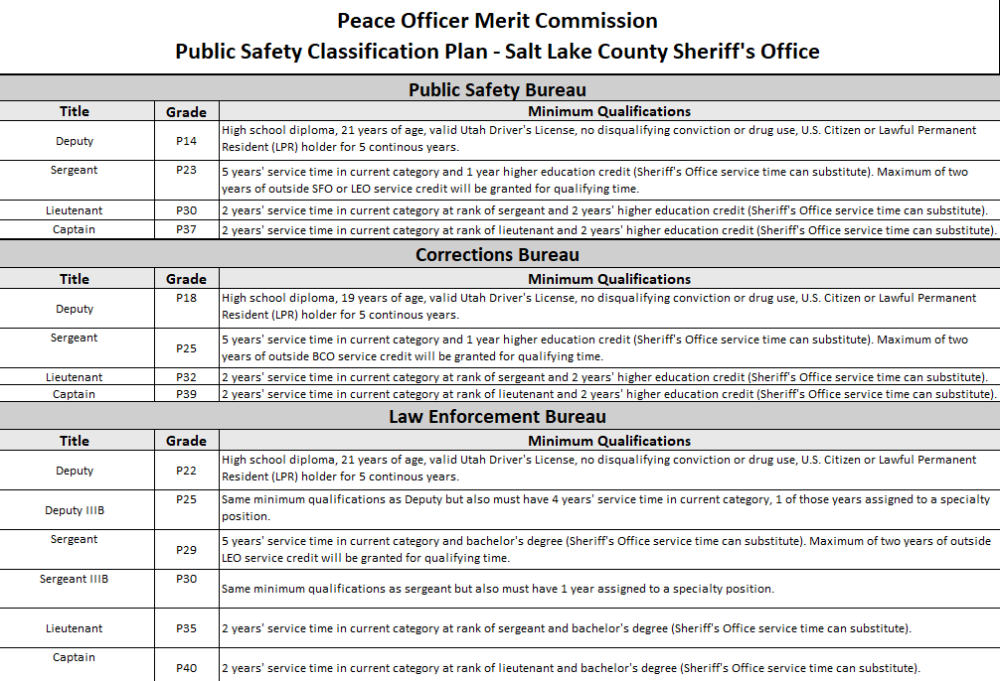 Peace Officer Merit Commission
Public Safety Classification Plan - Salt Lake County Sheriff's Office
Public Safety Bureau
Title Grade Minimum Qualifications
Deputy P14 High school diploma, 21 years of age, valid Utah Driver's License, no disqualifying conviction or drug use, U.S. Citizen or Lawful Permanent
Resident (LPR) holder for 5 continous years.
Sergeant P23 5 years' service time in current category and 1 year higher education credit (Sheriff's Office service time can substitute). Maximum of two
years of outside SFO or LEO service credit will be granted for qualifying time.
Lieutenant P30 2 years' service time in current category at rank of sergeant and 2 years' higher education credit (Sheriff's Office service time can substitute).
Captain P37 2 years' service time in current category at rank of lieutenant and 2 years' higher education credit (Sheriff's Office service time can substitute).
Corrections Bureau
Title Grade Minimum Qualifications
Deputy P18 High school diploma, 19 years of age, valid Utah Driver's License, no disqualifying conviction or drug use, U.S. Citizen or Lawful Permanent
Resident (LPR) holder for 5 continous years.
Sergeant P25 5 years' service time in current category and 1 year higher education credit (Sheriff's Office service time can substitute). Maximum of two
years of outside BCO service credit will be granted for qualifying time.
Lieutenant P32 2 years' service time in current category at rank of sergeant and 2 years' higher education credit (Sheriff's Office service time can substitute).
Captain P39 2 years' service time in current category at rank of lieutenant and 2 years' higher education credit (Sheriff's Office service time can substitute).
Law Enforcement Bureau
Title Grade Minimum Qualifications
Deputy P22 High school diploma, 21 years of age, valid Utah Driver's License, no disqualifying conviction or drug use, U.S. Citizen or Lawful Permanent
Resident (LPR) holder for 5 continous years.
Deputy IIIB P25 Same minimum qualifications as Deputy but also must have 4 years' service time in current category, 1 of those years assigned to a specialty
position.
Sergeant P29 5 years' service time in current category and bachelor's degree (Sheriff's Office service time can substitute). Maximum of two years of outside
LEO service credit will be granted for qualifying time.
Sergeant IIIB P30 Same minimum qualifications as sergeant but also must have 1 year assigned to a specialty position.
Lieutenant P35 2 years' service time in current category at rank of sergeant and bachelor's degree (Sheriff's Office service time can substitute).
Captain P40 2 years' service time in current category at rank of lieutenant and bachelor's degree (Sheriff's Office service time can substitute).